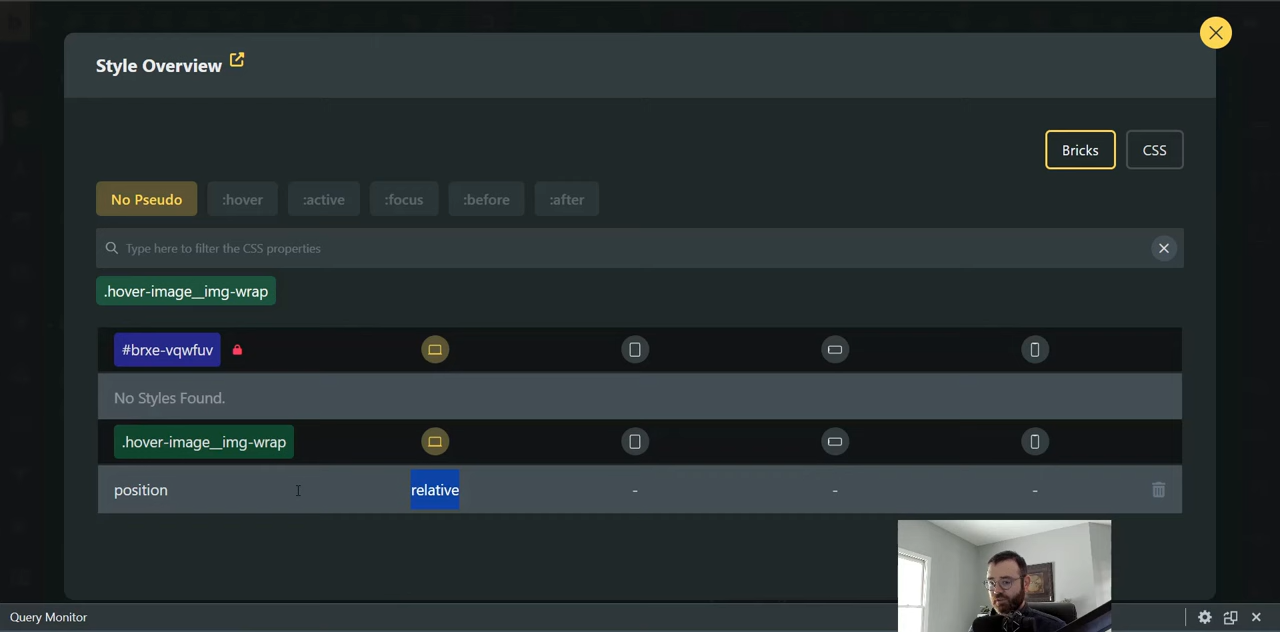 Style Overview
Bricks CSS
No Pseudo :hover :active :focus :before :after
Type here to filter the CSS properties
.hover-image__img-wrap
#brxe-vqwfuv
No Styles Found.
.hover-image__img-wrap
position relative - - -
Query Monitor